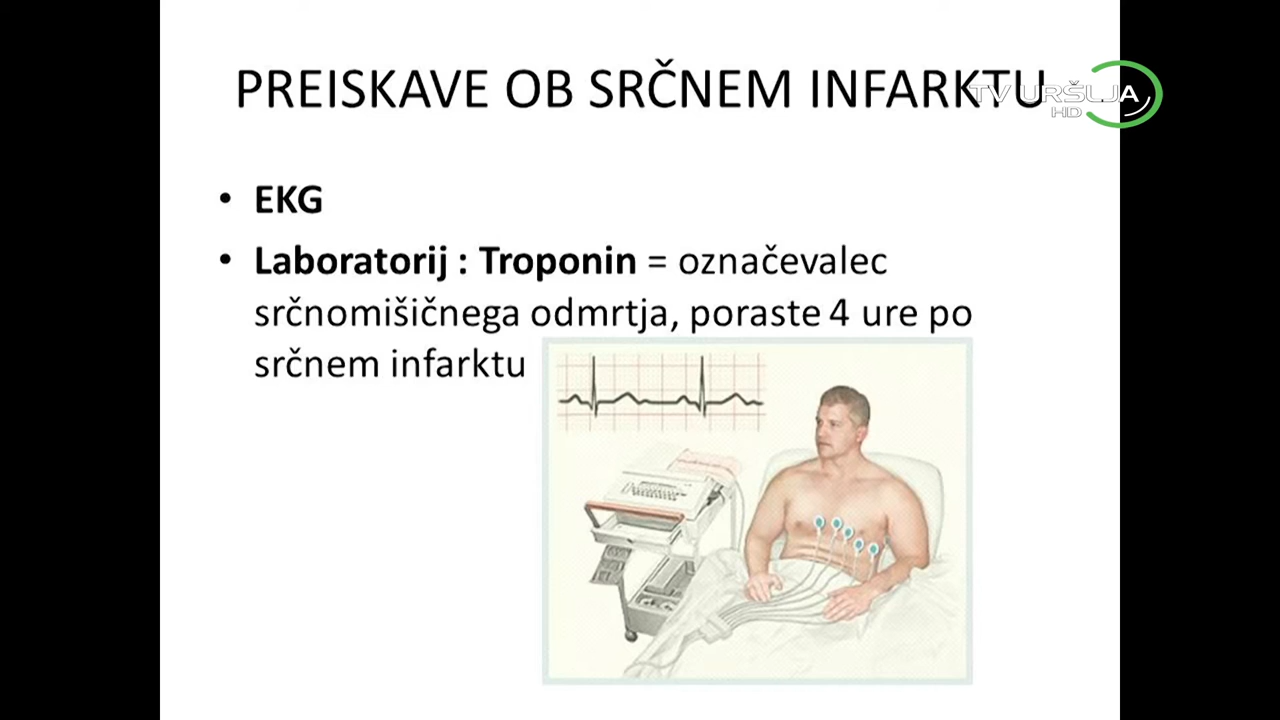 PREISKAVE OB SRČNEM INFARKTU
TV URŠLJA
HD
• EKG
• Laboratorij : Troponin = označevalec
srčnomišičnega odmrtja, poraste 4 ure po
srčnem infarktu